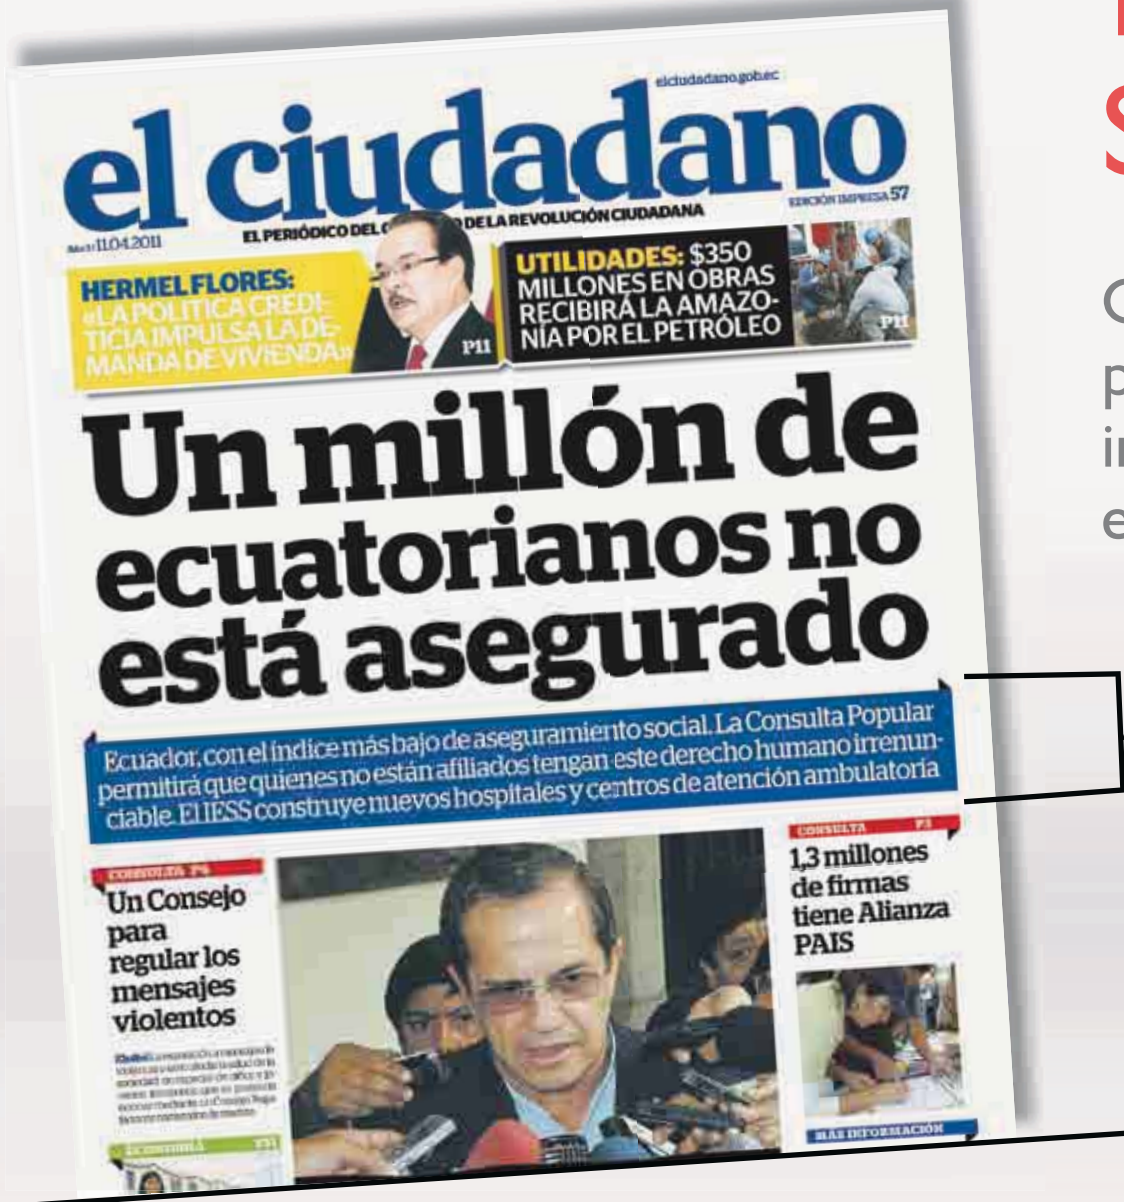 elciudadano.gob.ec
el ciudadano
EDICIÓN IMPRESA 57
11.04.2011
EL PERIÓDICO DEL DE LA REVOLUCIÓN CIUDADANA
HERMEL FLORES:
«LA POLÍTICA CREDI-
TICIA IMPULSA LA DE-
MANDA DE VIVIENDA»
P11
UTILIDADES: $350
MILLONES EN OBRAS
RECIBIRÁ LA AMAZO-
NÍA POR EL PETRÓLEO
P11
Un millón de
ecuatorianos no
está asegurado
Ecuador, con el índice más bajo de aseguramiento social. La Consulta Popular
permitirá que quienes no están afiliados tengan este derecho humano irrenun-
ciable. El IESS construye nuevos hospitales y centros de atención ambulatoria
CONSULTA
Un Consejo
para
regular los
mensajes
violentos
ECONOMÍA
CONSULTA
1,3 millones
de firmas
tiene Alianza
PAIS
MÁS INFORMACIÓN